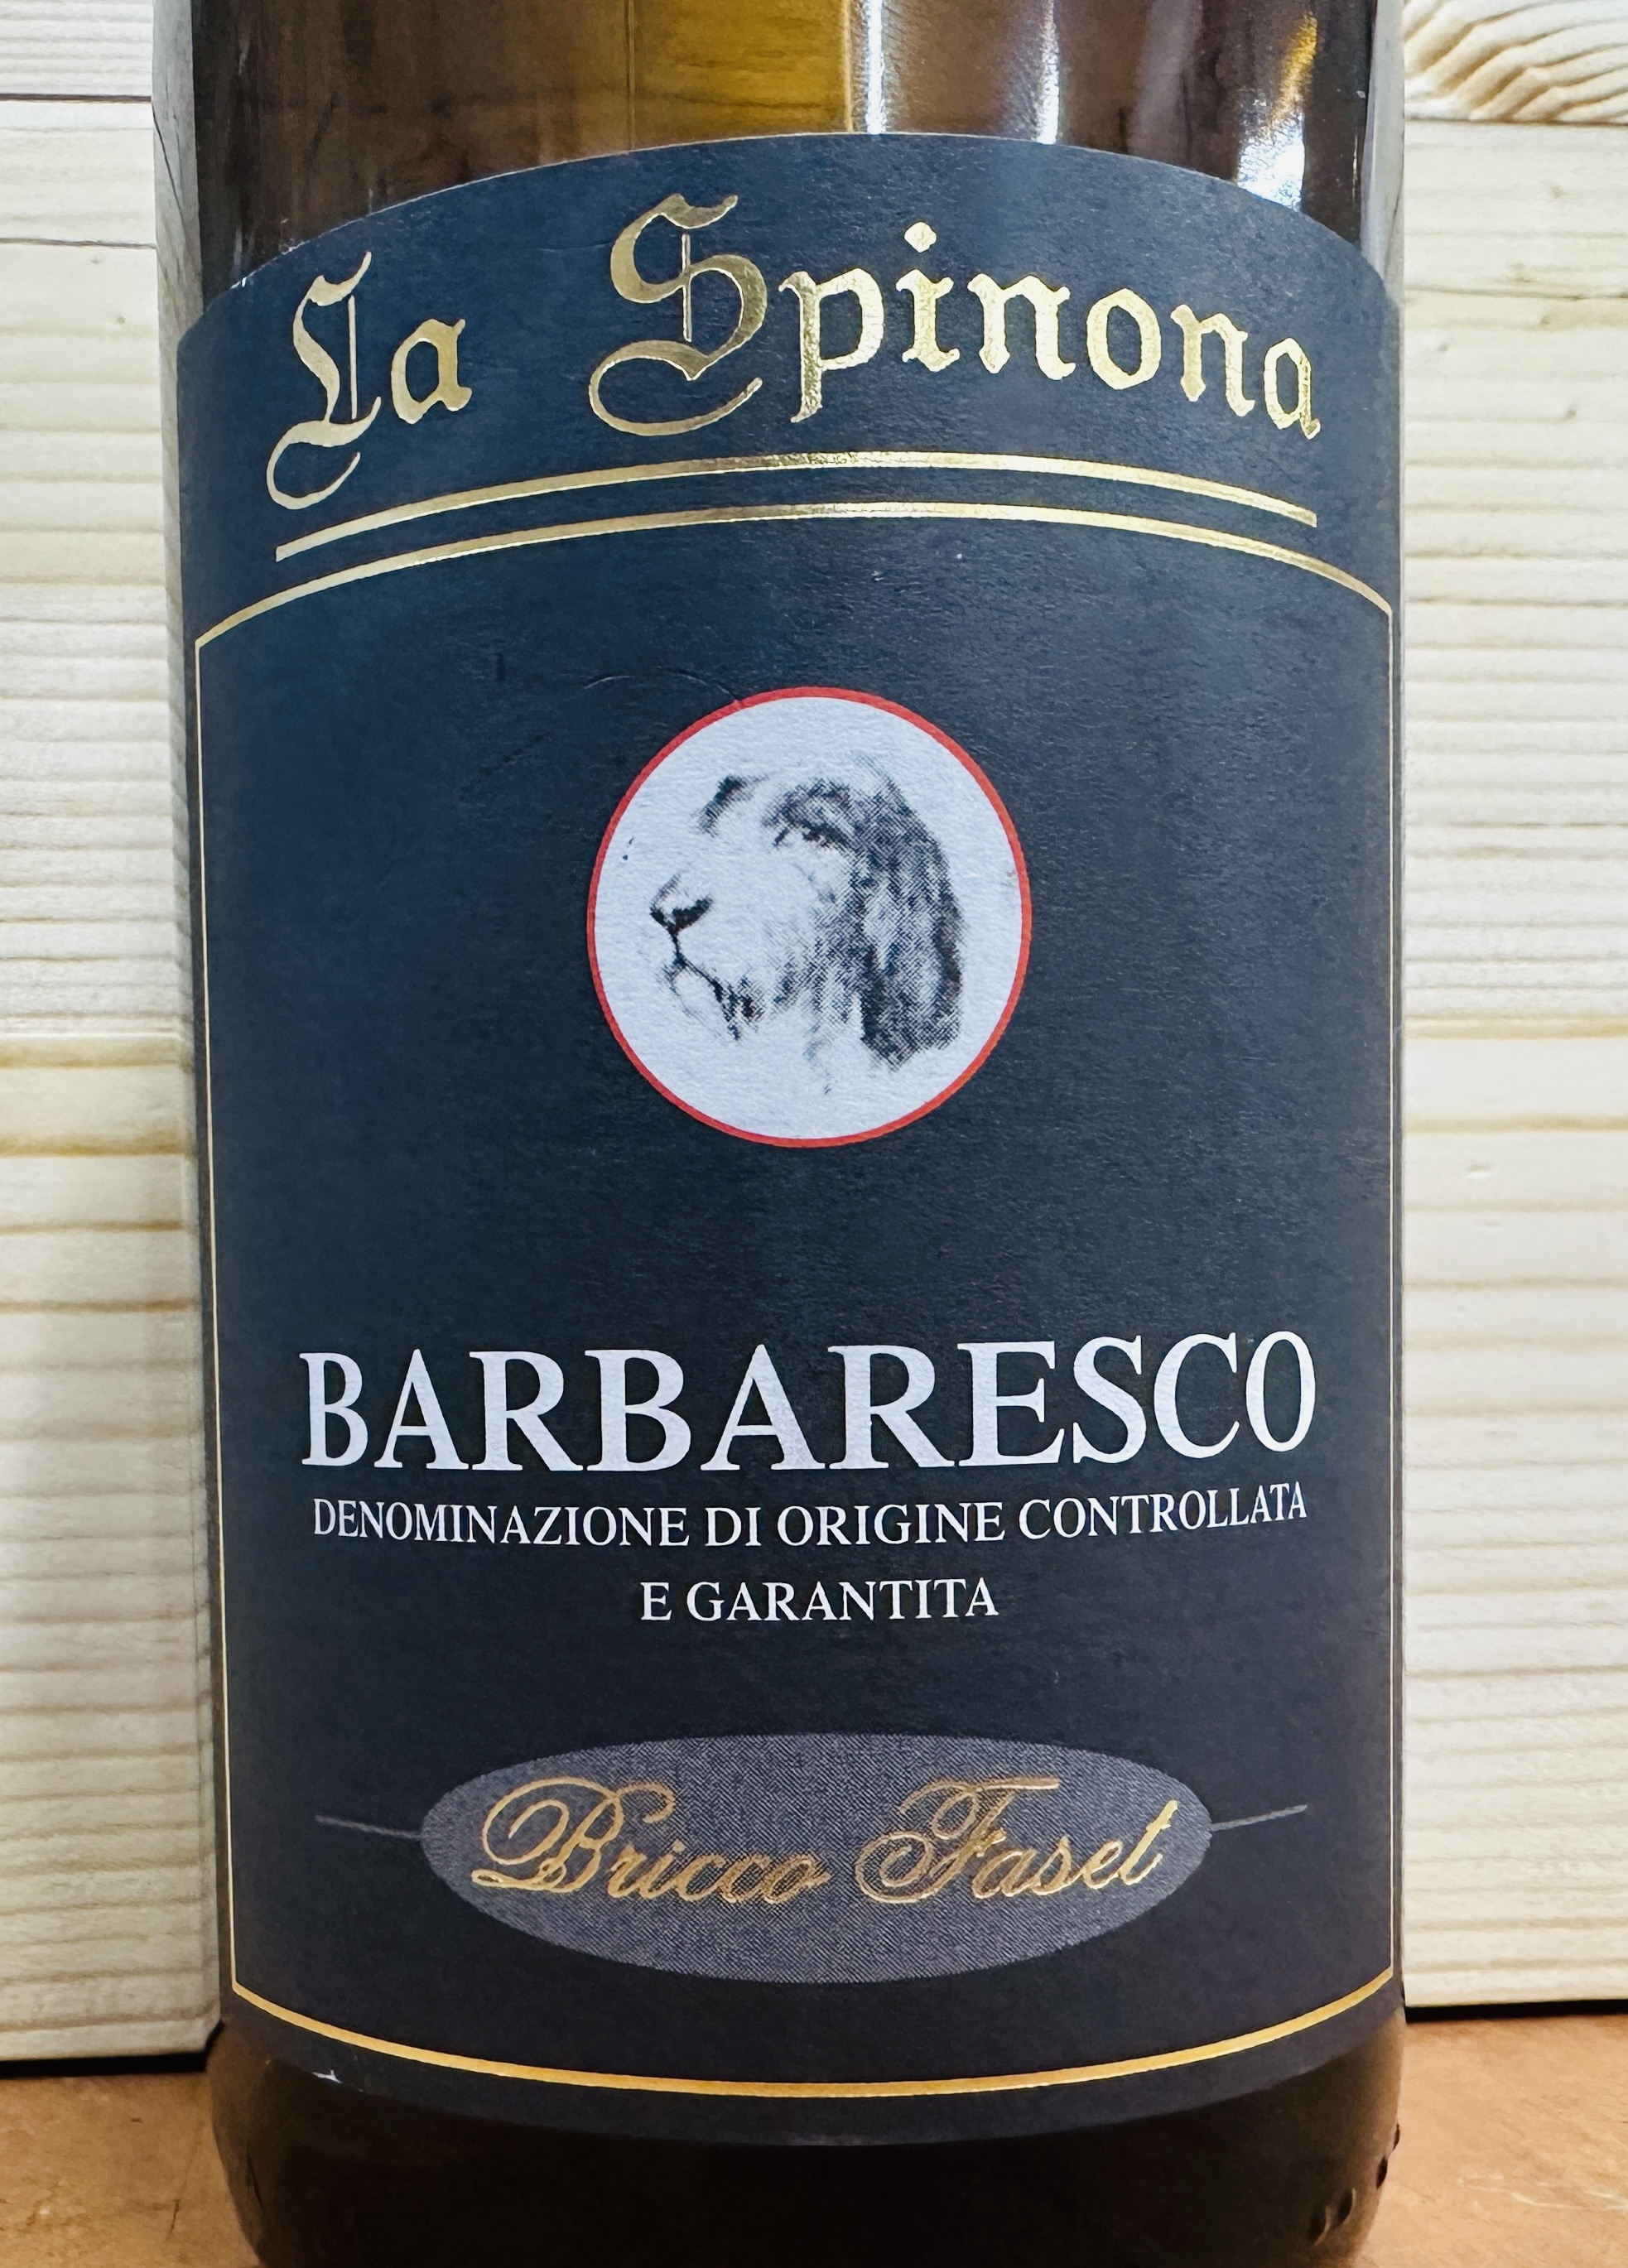 La Spinona
BARBARESCO
DENOMINAZIONE DI ORIGINE CONTROLLATA
E GARANTITA
Bricco Faset